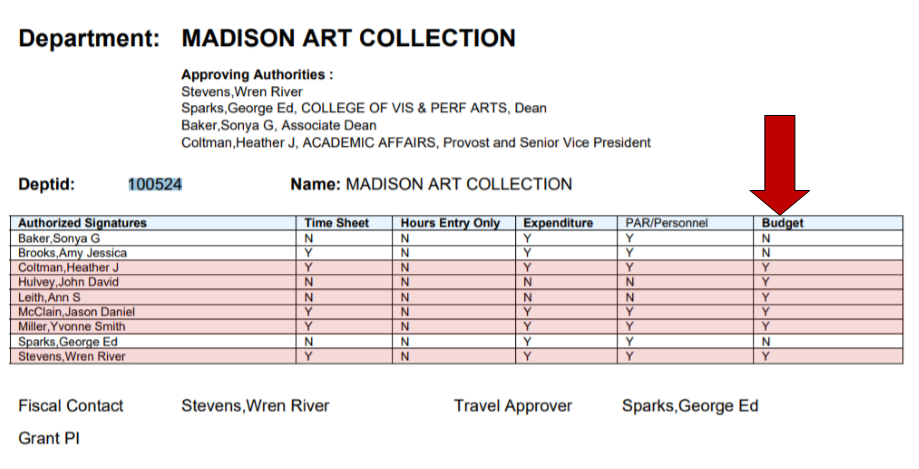 Department: MADISON ART COLLECTION
Approving Authorities :
Stevens,Wren River
Sparks,George Ed, COLLEGE OF VIS & PERF ARTS, Dean
Baker,Sonya G, Associate Dean
Coltman,Heather J, ACADEMIC AFFAIRS, Provost and Senior Vice President
Deptid: 100524 Name: MADISON ART COLLECTION
Authorized Signatures Time Sheet Hours Entry Only Expenditure PAR/Personnel Budget
Baker,Sonya G N N Y Y N
Brooks,Amy Jessica Y N Y Y N
Coltman,Heather J Y N Y Y Y
Hulvey,John David N N N N Y
Leith,Ann S N N N N Y
McClain,Jason Daniel Y N Y Y Y
Miller,Yvonne Smith Y N Y Y Y
Sparks,George Ed N N Y Y N
Stevens,Wren River Y N Y Y Y
Fiscal Contact Stevens,Wren River Travel Approver Sparks,George Ed
Grant PI